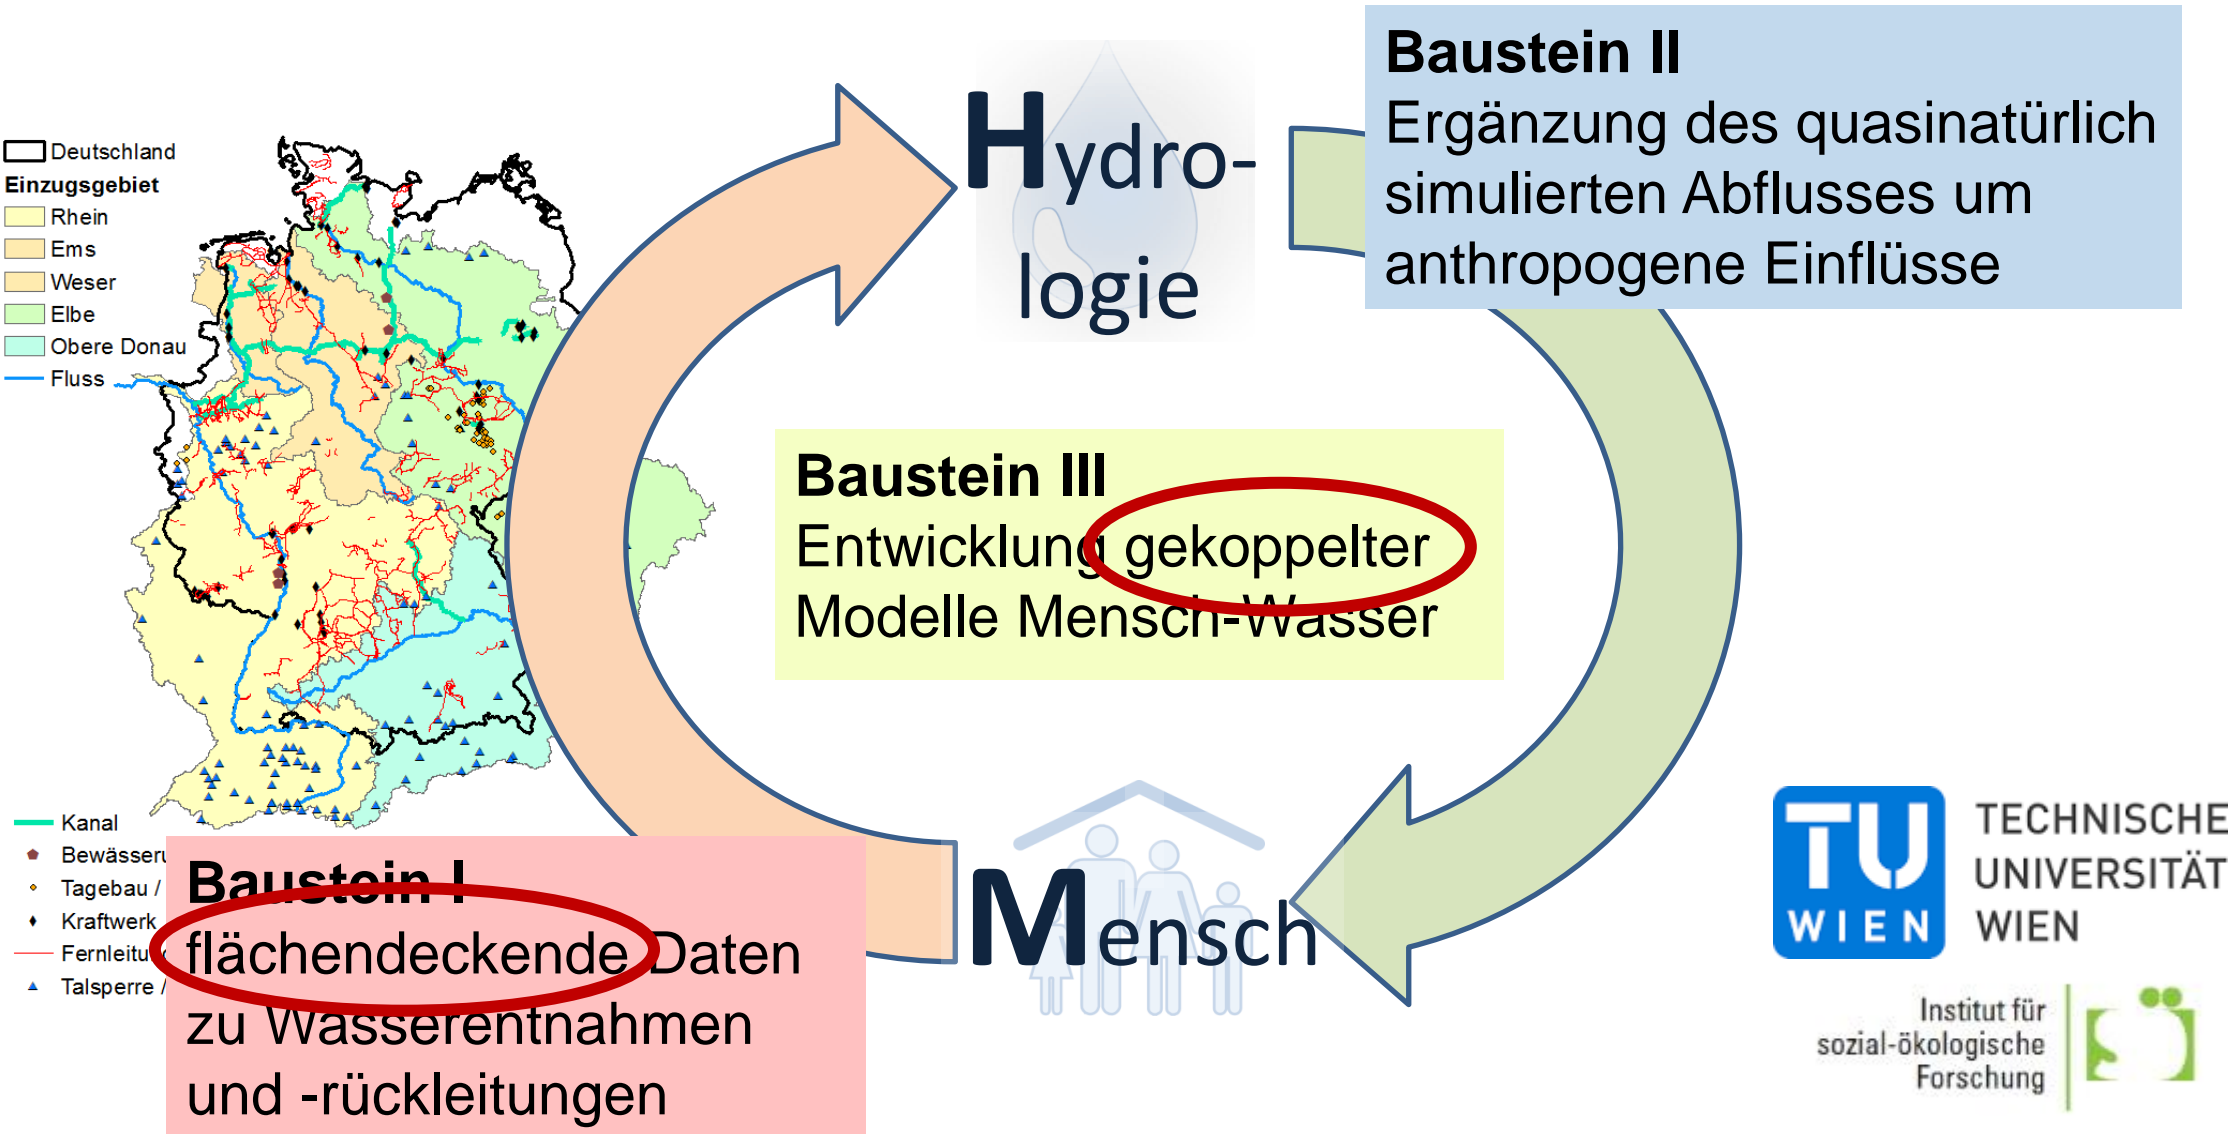 Deutschland
Einzugsgebiet
Rhein
Ems
Weser
Elbe
Obere Donau
Fluss
Kanal
Tagebau /
Kraftwerk
Talsperre /
Hydro-
logie
Baustein II
Ergänzung des quasinatürlich
simulierten Abflusses um
anthropogene Einflüsse
Baustein III
Entwicklung gekoppelter
Modelle Mensch-Wasser
Mensch
Baustein I
flächendeckende Daten
zu Wasserentnahmen
und -rückleitungen
TU
WIEN
TECHNISCHE
UNIVERSITÄT
WIEN
Institut für
sozial-ökologische
Forschung